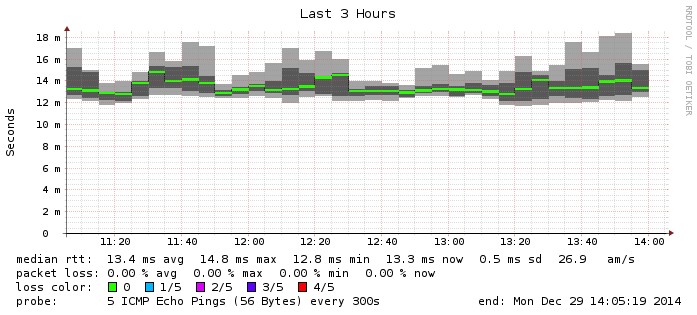 Last 3 Hours
RRDTOOL / TOBI OETIKER
Seconds
18 m
16 m
14 m
12 m
10 m
8 m
6 m
4 m
2 m
0
11:20 11:40 12:00 12:20 12:40 13:00 13:20 13:40 14:00
median rtt: 13.4 ms avg 14.8 ms max 12.8 ms min 13.3 ms now 0.5 ms sd 26.9 am/s
packet loss: 0.00 % avg 0.00 % max 0.00 % min 0.00 % now
loss color: 0 1/5 2/5 3/5 4/5
probe: 5 ICMP Echo Pings (56 Bytes) every 300s end: Mon Dec 29 14:05:19 2014